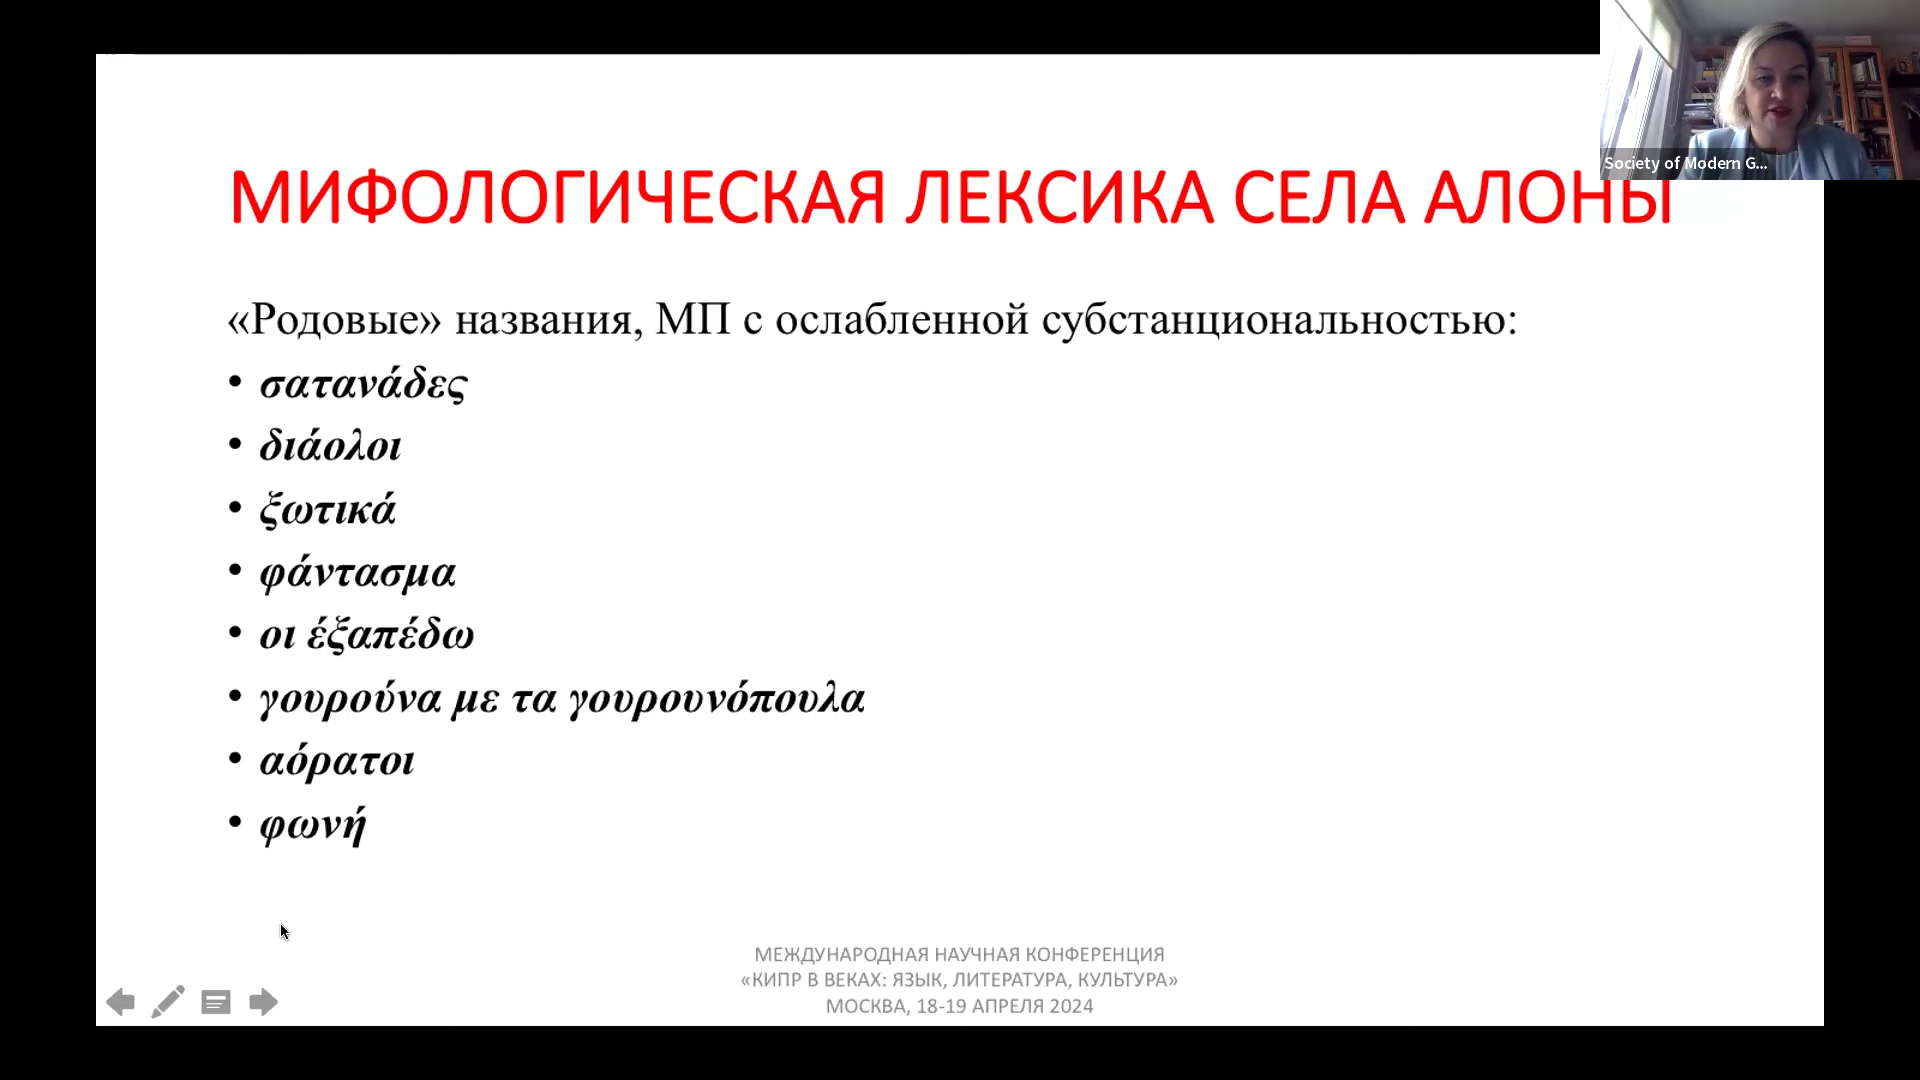 Society of Modern G...
МИФОЛОГИЧЕСКАЯ ЛЕКСИКА СЕЛА АЛОНЫ
«Родовые» названия, МП с ослабленной субстанциональностью:
• σατανάδες
• διάολοι
• ξωτικά
• φάντασμα
• οι έξαπέδω
• γουρούνα με τα γουρουνόπουλα
• αόρατοι
• φωνή
МЕЖДУНАРОДНАЯ НАУЧНАЯ КОНФЕРЕНЦИЯ
«КИПР В ВЕКАХ: ЯЗЫК, ЛИТЕРАТУРА, КУЛЬТУРА»
МОСКВА, 18-19 АПРЕЛЯ 2024